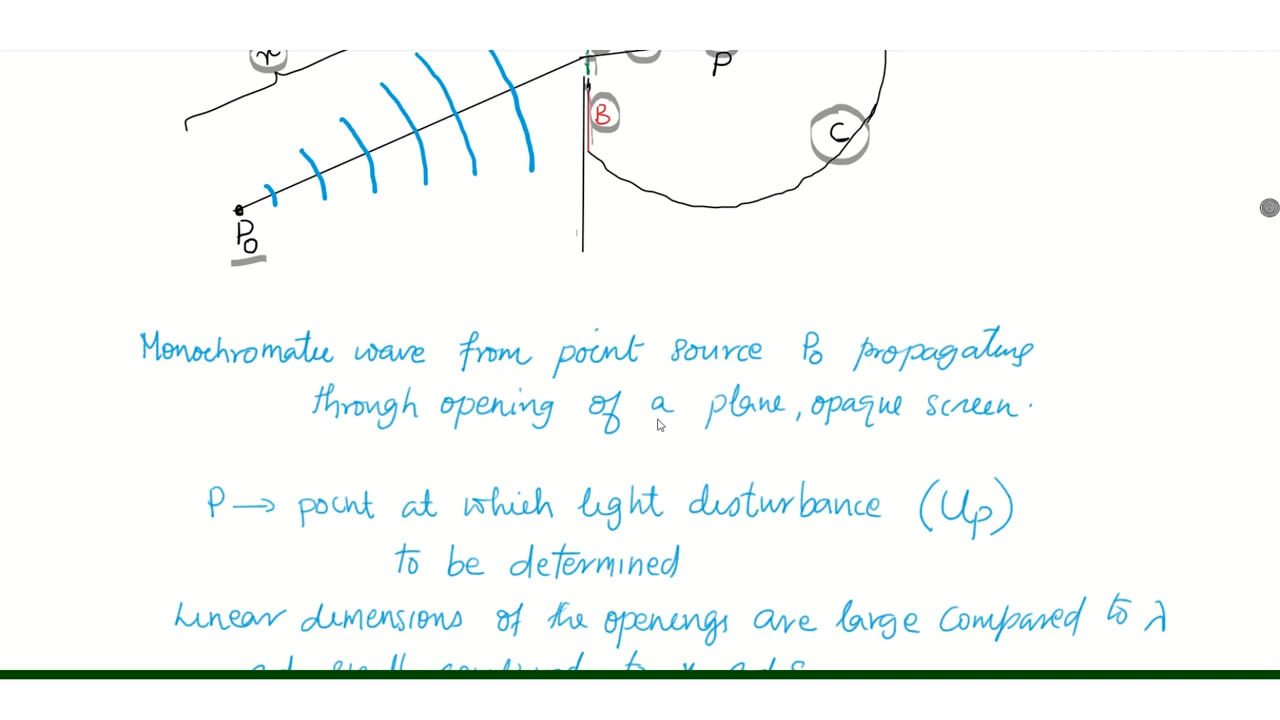 r
P
B
C
P0
Monochromatic wave from point source P0 propagating
through opening of a plane, opaque screen.
P → point at which light disturbance (Up)
to be determined
Linear dimensions of the openings are large compared to λ